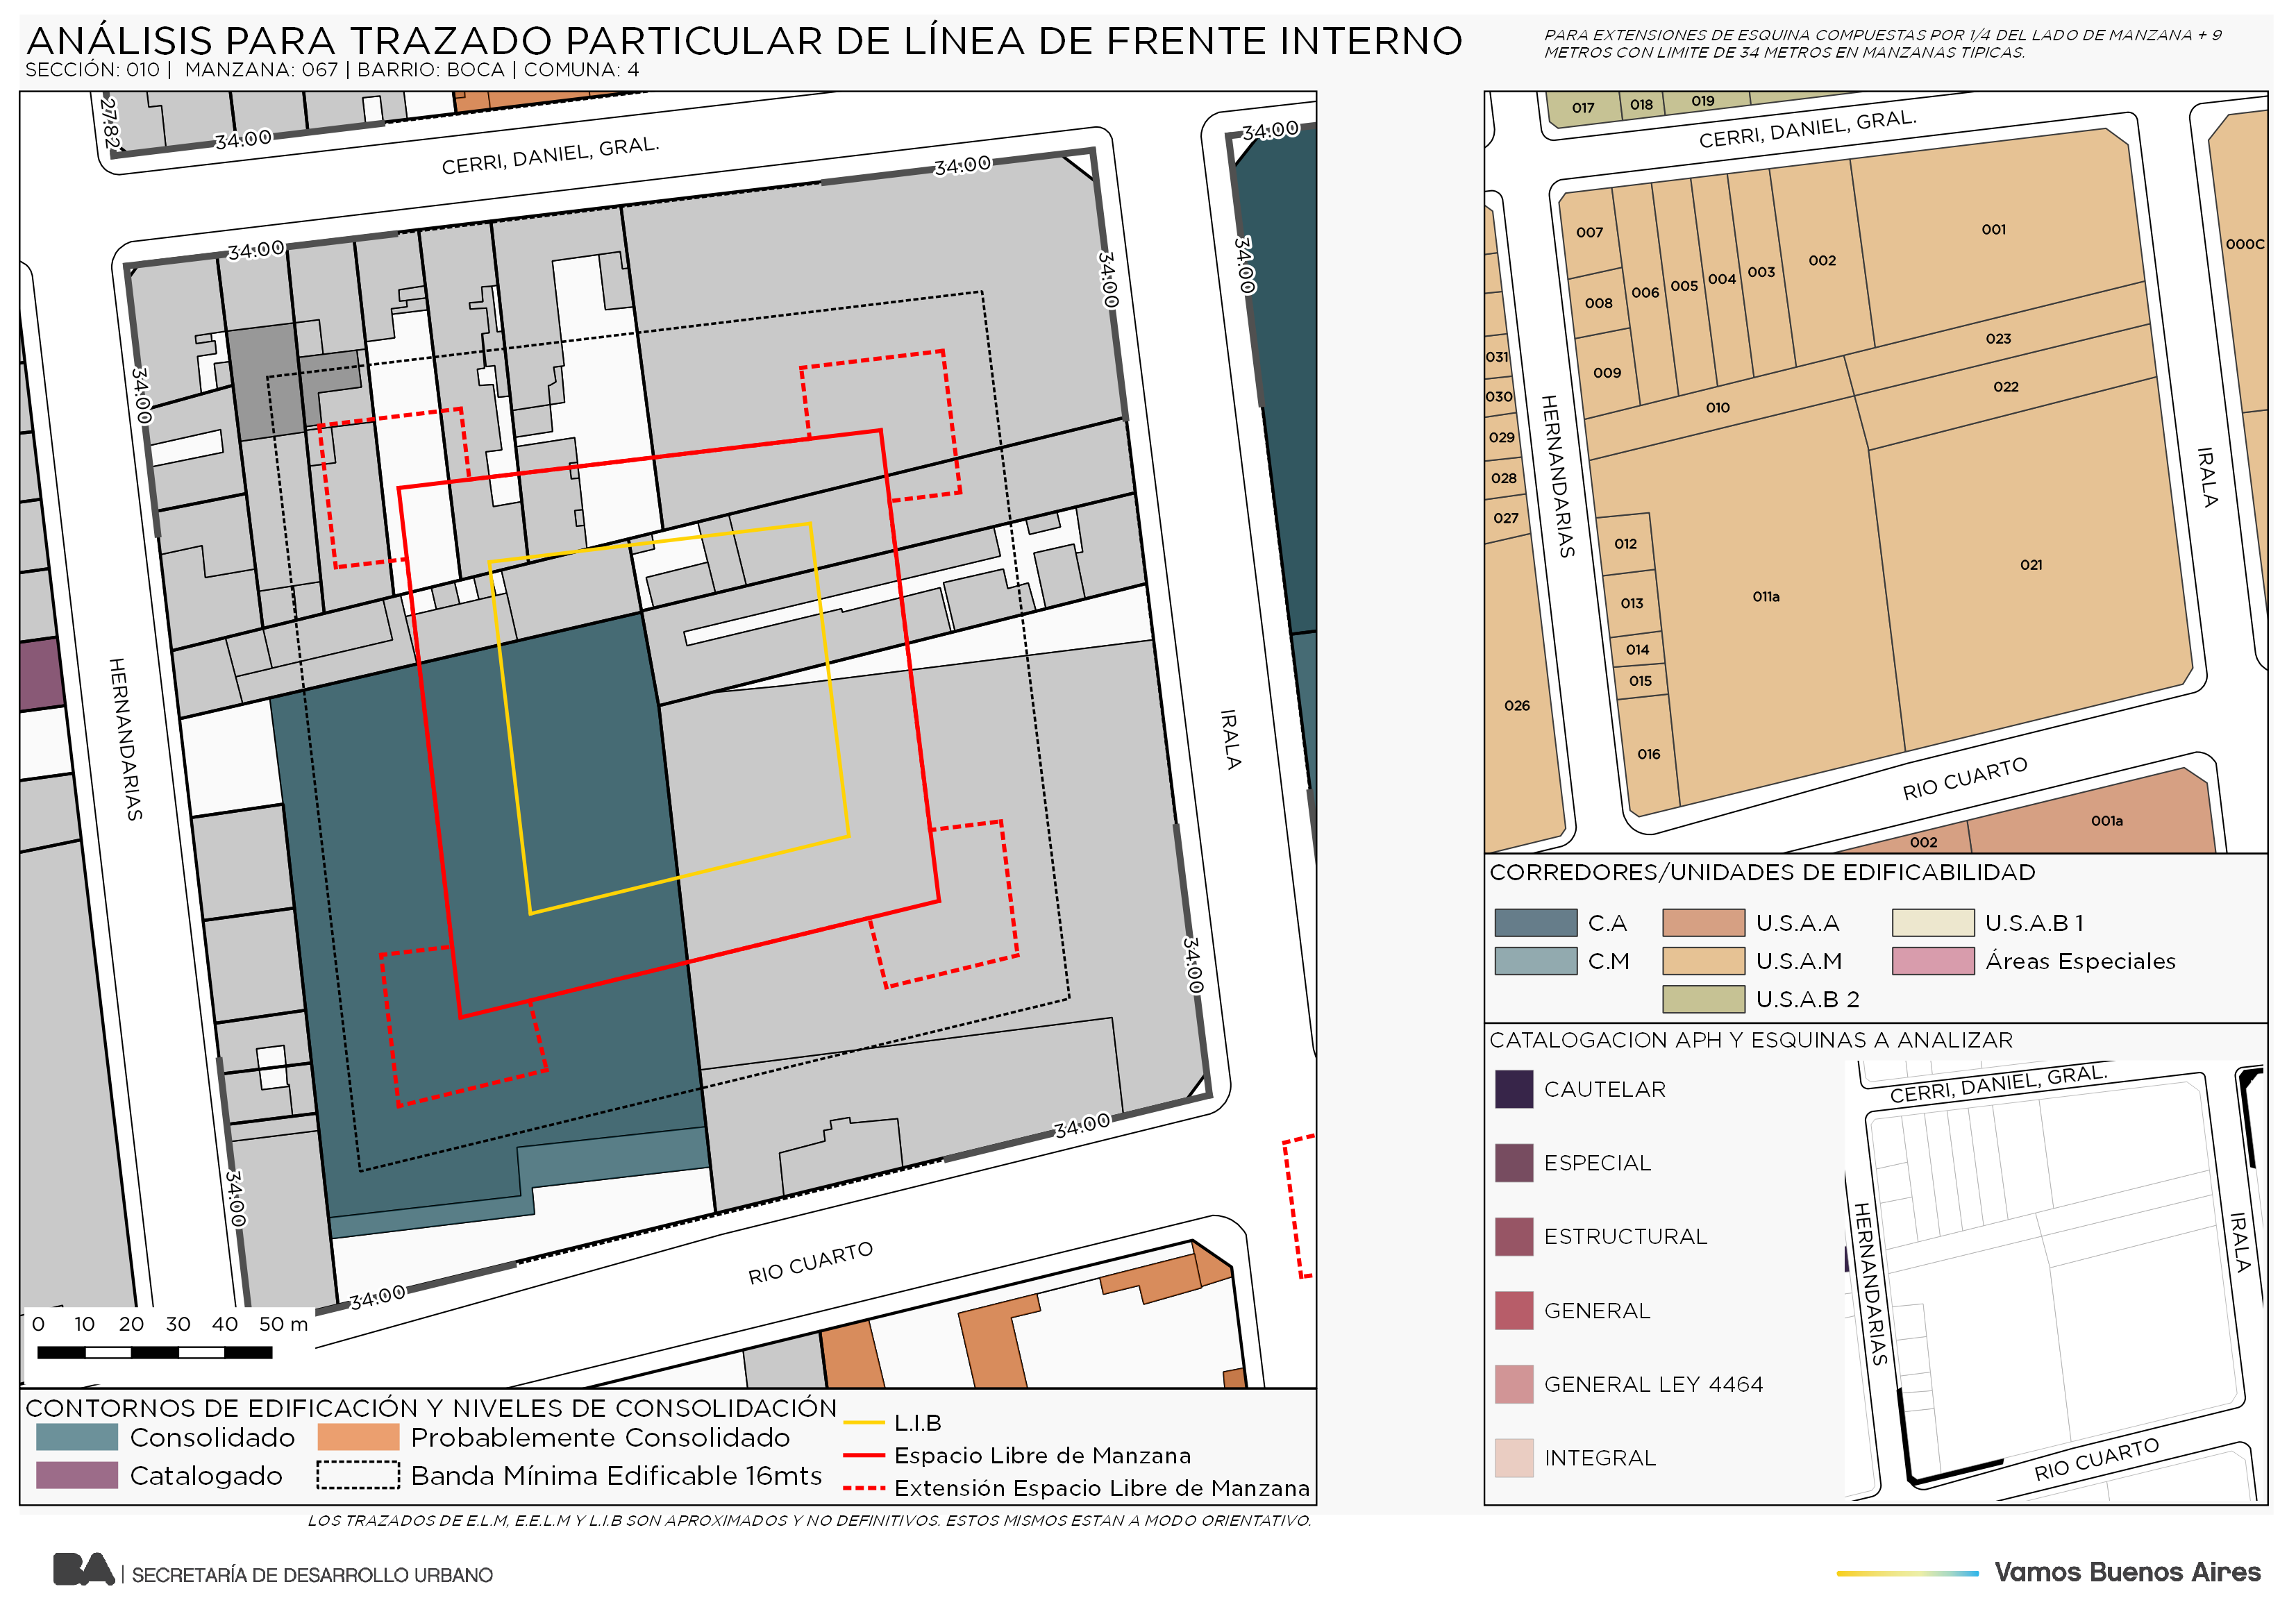 ANÁLISIS PARA TRAZADO PARTICULAR DE LÍNEA DE FRENTE INTERNO
SECCIÓN: 010 | MANZANA: 067 | BARRIO: BOCA | COMUNA: 4
PARA EXTENSIONES DE ESQUINA COMPUESTAS POR 1/4 DEL LADO DE MANZANA + 9
METROS CON LIMITE DE 34 METROS EN MANZANAS TIPICAS.
27.82
34.00
CERRI, DANIEL, GRAL.
34.00
34.00
34.00
34.00
34.00
34.00
HERNANDARIAS
IRALA
34.00
34.00
34.00
34.00
RIO CUARTO
0 10 20 30 40 50 m
CONTORNOS DE EDIFICACIÓN Y NIVELES DE CONSOLIDACIÓN
Consolidado
Probablemente Consolidado
Catalogado
Banda Mínima Edificable 16mts
L.I.B
Espacio Libre de Manzana
Extensión Espacio Libre de Manzana
LOS TRAZADOS DE E.L.M, E.E.L.M Y L.I.B SON APROXIMADOS Y NO DEFINITIVOS. ESTOS MISMOS ESTAN A MODO ORIENTATIVO.
017
018
019
CERRI, DANIEL, GRAL.
007
001
000C
002
003
004
005
006
008
023
031
009
022
030
010
029
HERNANDARIAS
IRALA
028
027
012
021
011a
013
014
015
026
016
RIO CUARTO
001a
002
CORREDORES/UNIDADES DE EDIFICABILIDAD
C.A
U.S.A.A
U.S.A.B 1
C.M
U.S.A.M
Áreas Especiales
U.S.A.B 2
CATALOGACION APH Y ESQUINAS A ANALIZAR
CAUTELAR
ESPECIAL
ESTRUCTURAL
GENERAL
GENERAL LEY 4464
INTEGRAL
CERRI, DANIEL, GRAL.
HERNANDARIAS
IRALA
RIO CUARTO
BA | SECRETARÍA DE DESARROLLO URBANO
Vamos Buenos Aires